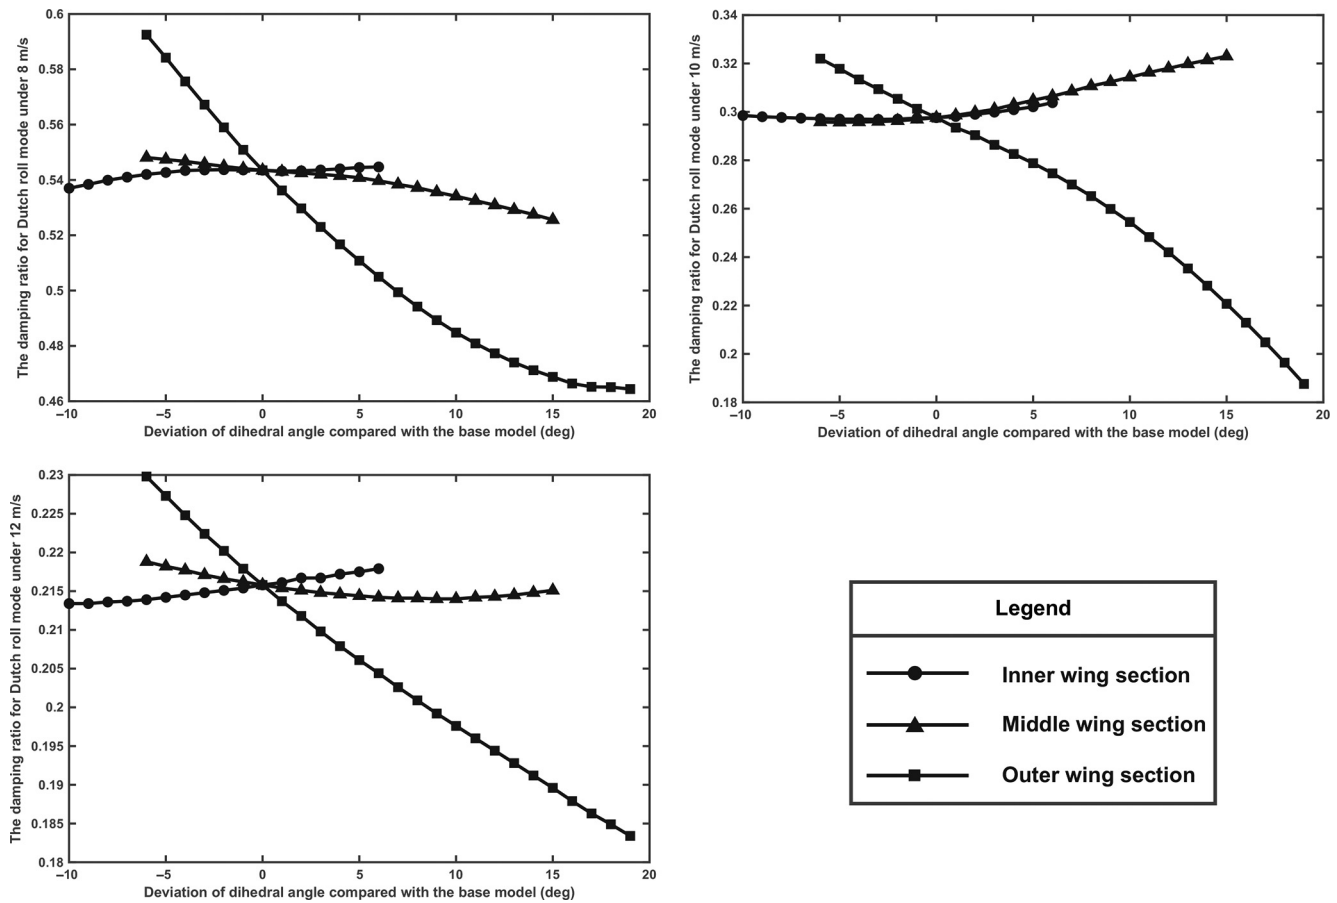 The damping ratio for Dutch roll mode under 8 m/s
0.6
0.58
0.56
0.54
0.52
0.5
0.48
0.46
–10 –5 0 5 10 15 20
Deviation of dihedral angle compared with the base model (deg)
The damping ratio for Dutch roll mode under 10 m/s
0.34
0.32
0.3
0.28
0.26
0.24
0.22
0.2
0.18
–10 –5 0 5 10 15 20
Deviation of dihedral angle compared with the base model (deg)
The damping ratio for Dutch roll mode under 12 m/s
0.23
0.225
0.22
0.215
0.21
0.205
0.2
0.195
0.19
0.185
0.18
–10 –5 0 5 10 15 20
Deviation of dihedral angle compared with the base model (deg)
Legend
Inner wing section
Middle wing section
Outer wing section